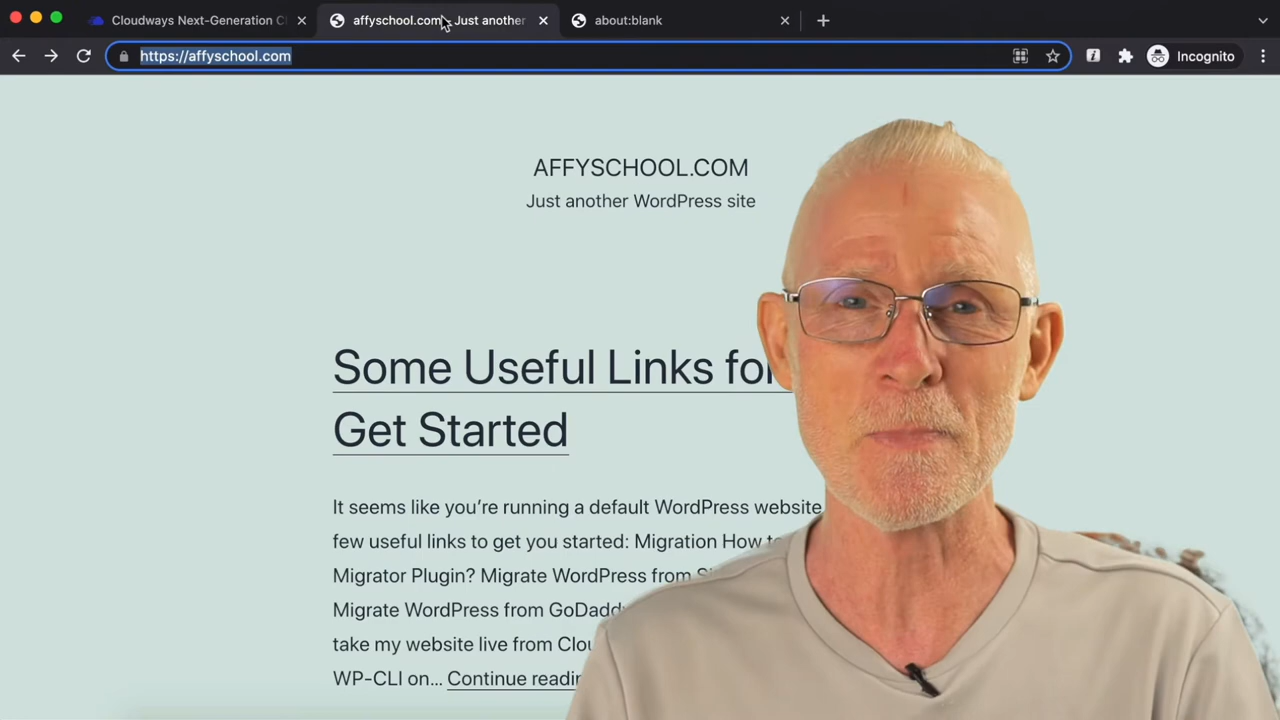 Cloudways Next-Generation Cl
affyschool.com – Just another
about:blank
https://affyschool.com
Incognito
AFFYSCHOOL.COM
Just another WordPress site
Some Useful Links for
Get Started
It seems like you’re running a default WordPress website
few useful links to get you started: Migration How to
Migrator Plugin? Migrate WordPress from
Migrate WordPress from GoDaddy
take my website live from Clou
WP-CLI on... Continue readin